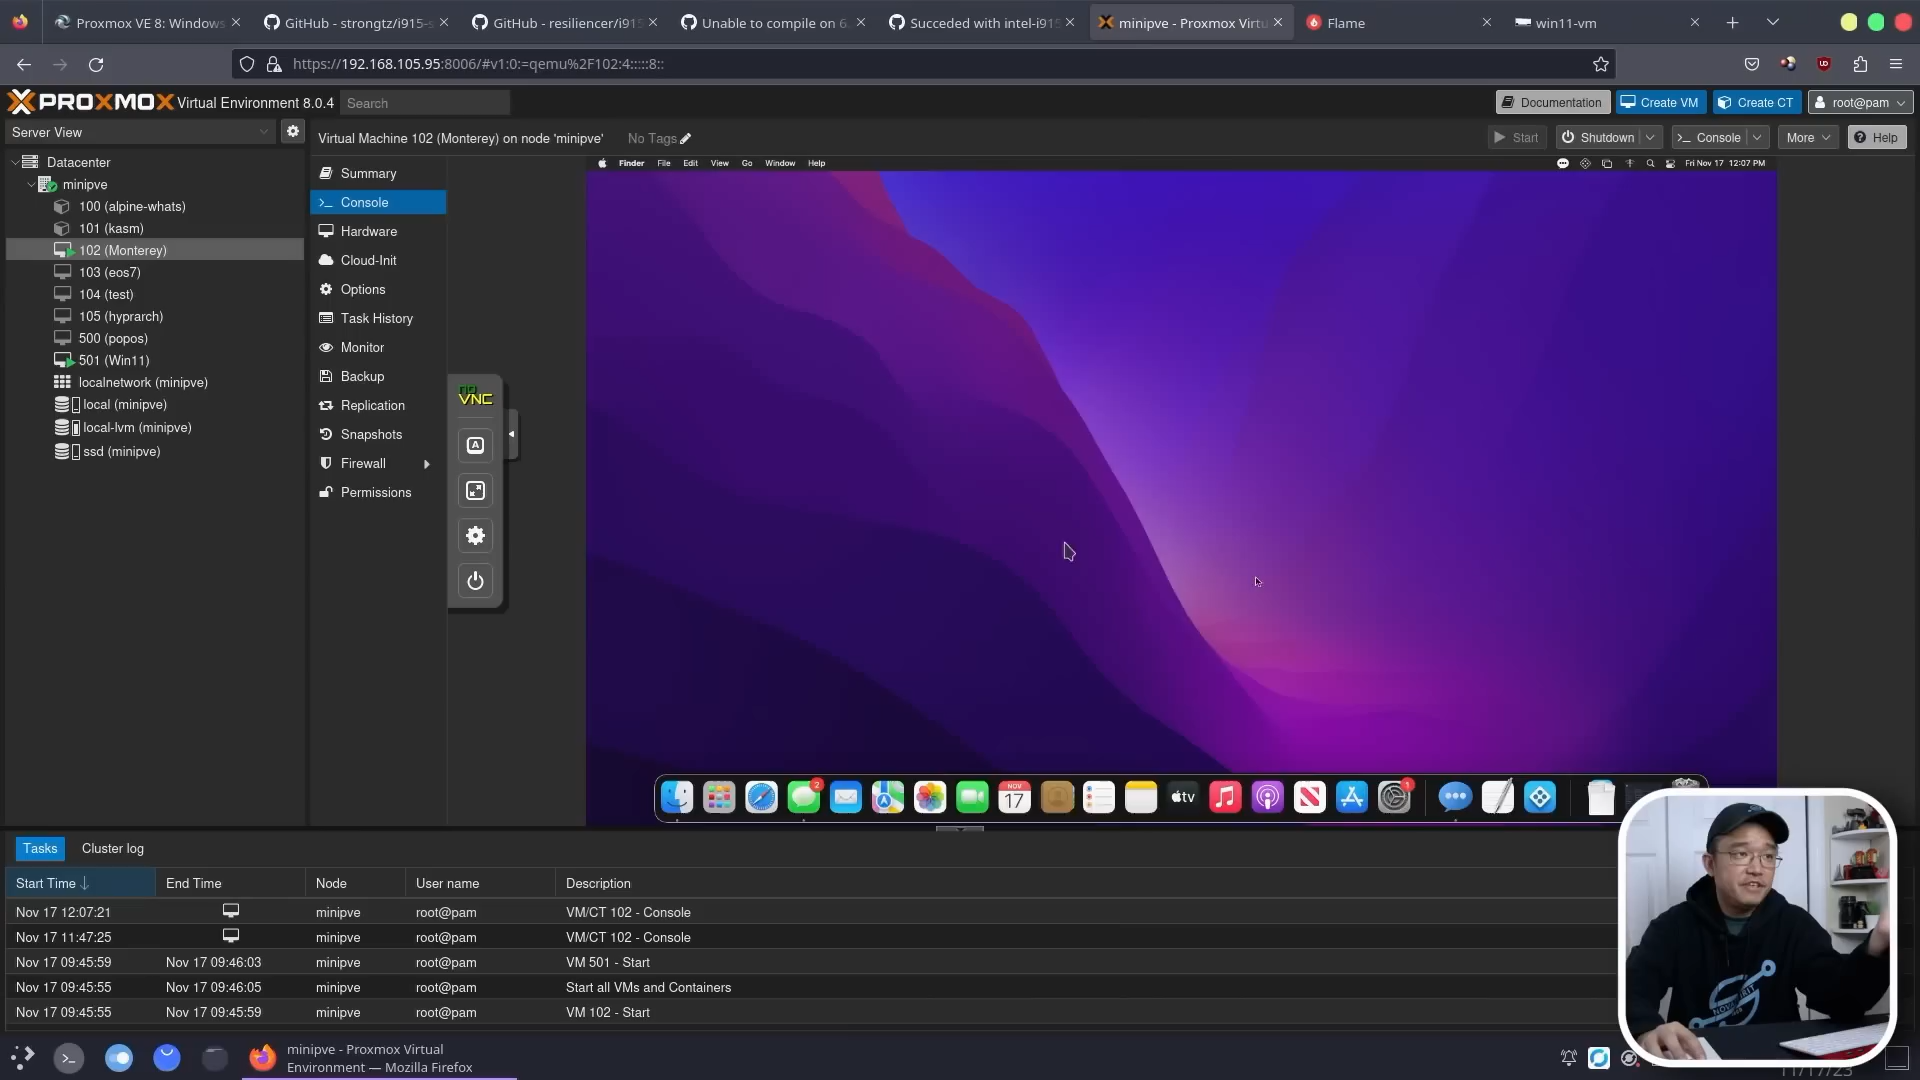 Proxmox VE 8: Windows
GitHub - strongtz/i915-s
GitHub - resiliencer/i915
Unable to compile on 6.
Succeded with intel-i915
minipve - Proxmox Virtu
Flame
win11-vm
https://192.168.105.95:8006/#v1:0:=qemu%2F102:4:::::8::
PROXMOX Virtual Environment 8.0.4
Search
Documentation
Create VM
Create CT
root@pam
Server View
Virtual Machine 102 (Monterey) on node 'minipve'
No Tags
Start
Shutdown
Console
More
Help
Datacenter
minipve
100 (alpine-whats)
101 (kasm)
102 (Monterey)
103 (eos7)
104 (test)
105 (hyprarch)
500 (popos)
501 (Win11)
localnetwork (minipve)
local (minipve)
local-lvm (minipve)
ssd (minipve)
Summary
Console
Hardware
Cloud-Init
Options
Task History
Monitor
Backup
Replication
Snapshots
Firewall
Permissions
no
VNC
A
Finder File Edit View Go Window Help
Fri Nov 17 12:07 PM
2
NOV
17
tv
1
Tasks
Cluster log
Start Time End Time Node User name Description
Nov 17 12:07:21 minipve root@pam VM/CT 102 - Console
Nov 17 11:47:25 minipve root@pam VM/CT 102 - Console
Nov 17 09:45:59 Nov 17 09:46:03 minipve root@pam VM 501 - Start
Nov 17 09:45:55 Nov 17 09:46:05 minipve root@pam Start all VMs and Containers
Nov 17 09:45:55 Nov 17 09:45:59 minipve root@pam VM 102 - Start
minipve - Proxmox Virtual
Environment — Mozilla Firefox
11/17/23